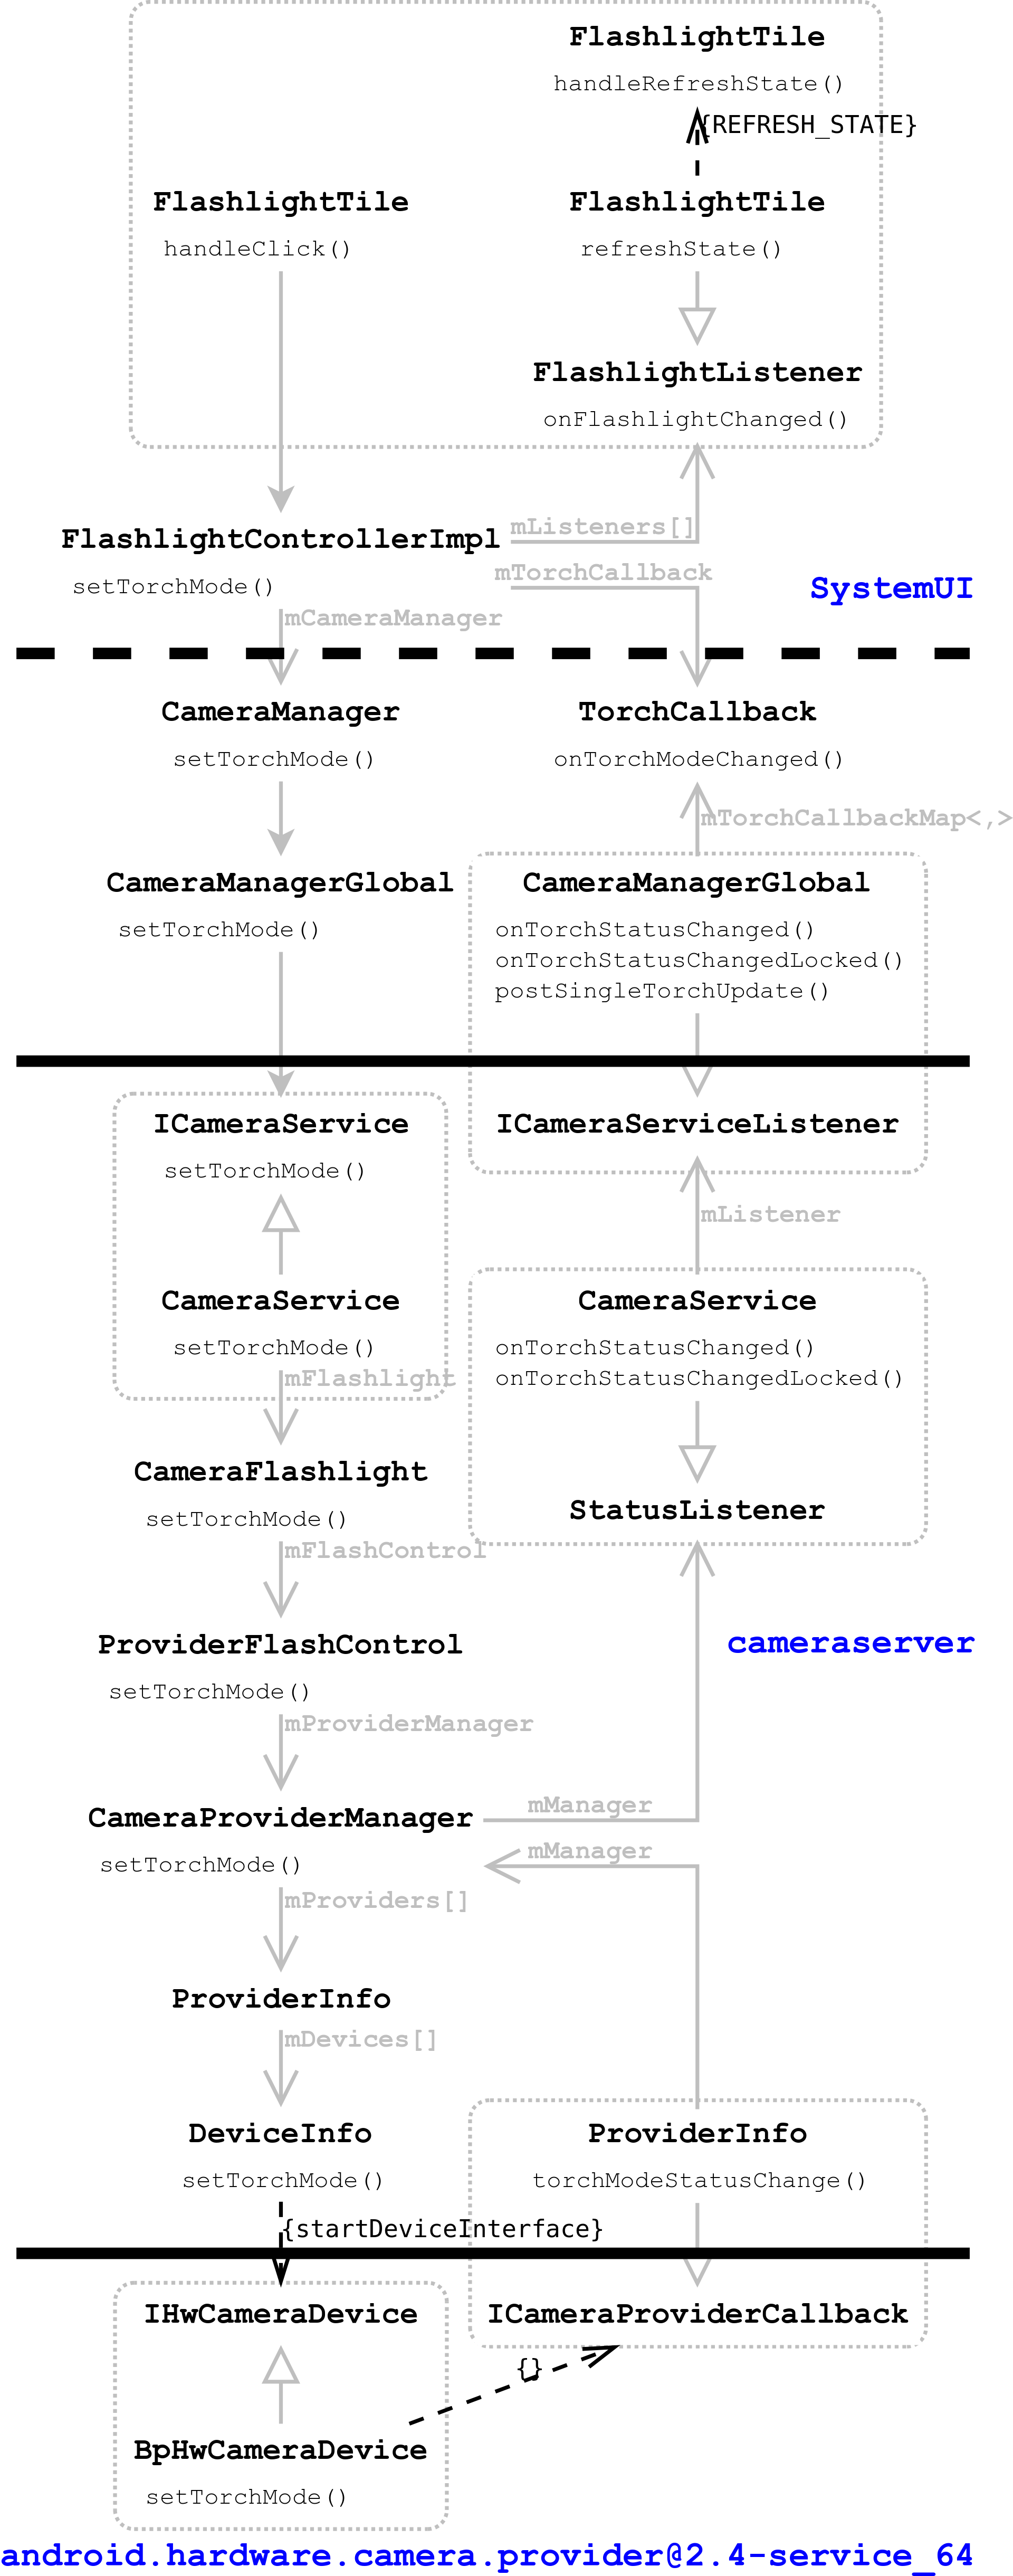 FlashlightTile
handleRefreshState()
{REFRESH_STATE}
FlashlightTile
handleClick()
FlashlightTile
refreshState()
FlashlightListener
onFlashlightChanged()
FlashlightControllerImpl
setTorchMode()
mListeners[]
mTorchCallback
SystemUI
mCameraManager
CameraManager
setTorchMode()
TorchCallback
onTorchModeChanged()
mTorchCallbackMap<,>
CameraManagerGlobal
setTorchMode()
CameraManagerGlobal
onTorchStatusChanged()
onTorchStatusChangedLocked()
postSingleTorchUpdate()
ICameraService
setTorchMode()
ICameraServiceListener
mListener
CameraService
setTorchMode()
mFlashlight
CameraService
onTorchStatusChanged()
onTorchStatusChangedLocked()
CameraFlashlight
setTorchMode()
mFlashControl
StatusListener
ProviderFlashControl
setTorchMode()
mProviderManager
cameraserver
CameraProviderManager
setTorchMode()
mManager
mManager
mProviders[]
ProviderInfo
mDevices[]
DeviceInfo
setTorchMode()
{startDeviceInterface}
ProviderInfo
torchModeStatusChange()
IHwCameraDevice
ICameraProviderCallback
{}
BpHwCameraDevice
setTorchMode()
android.hardware.camera.provider@2.4-service_64